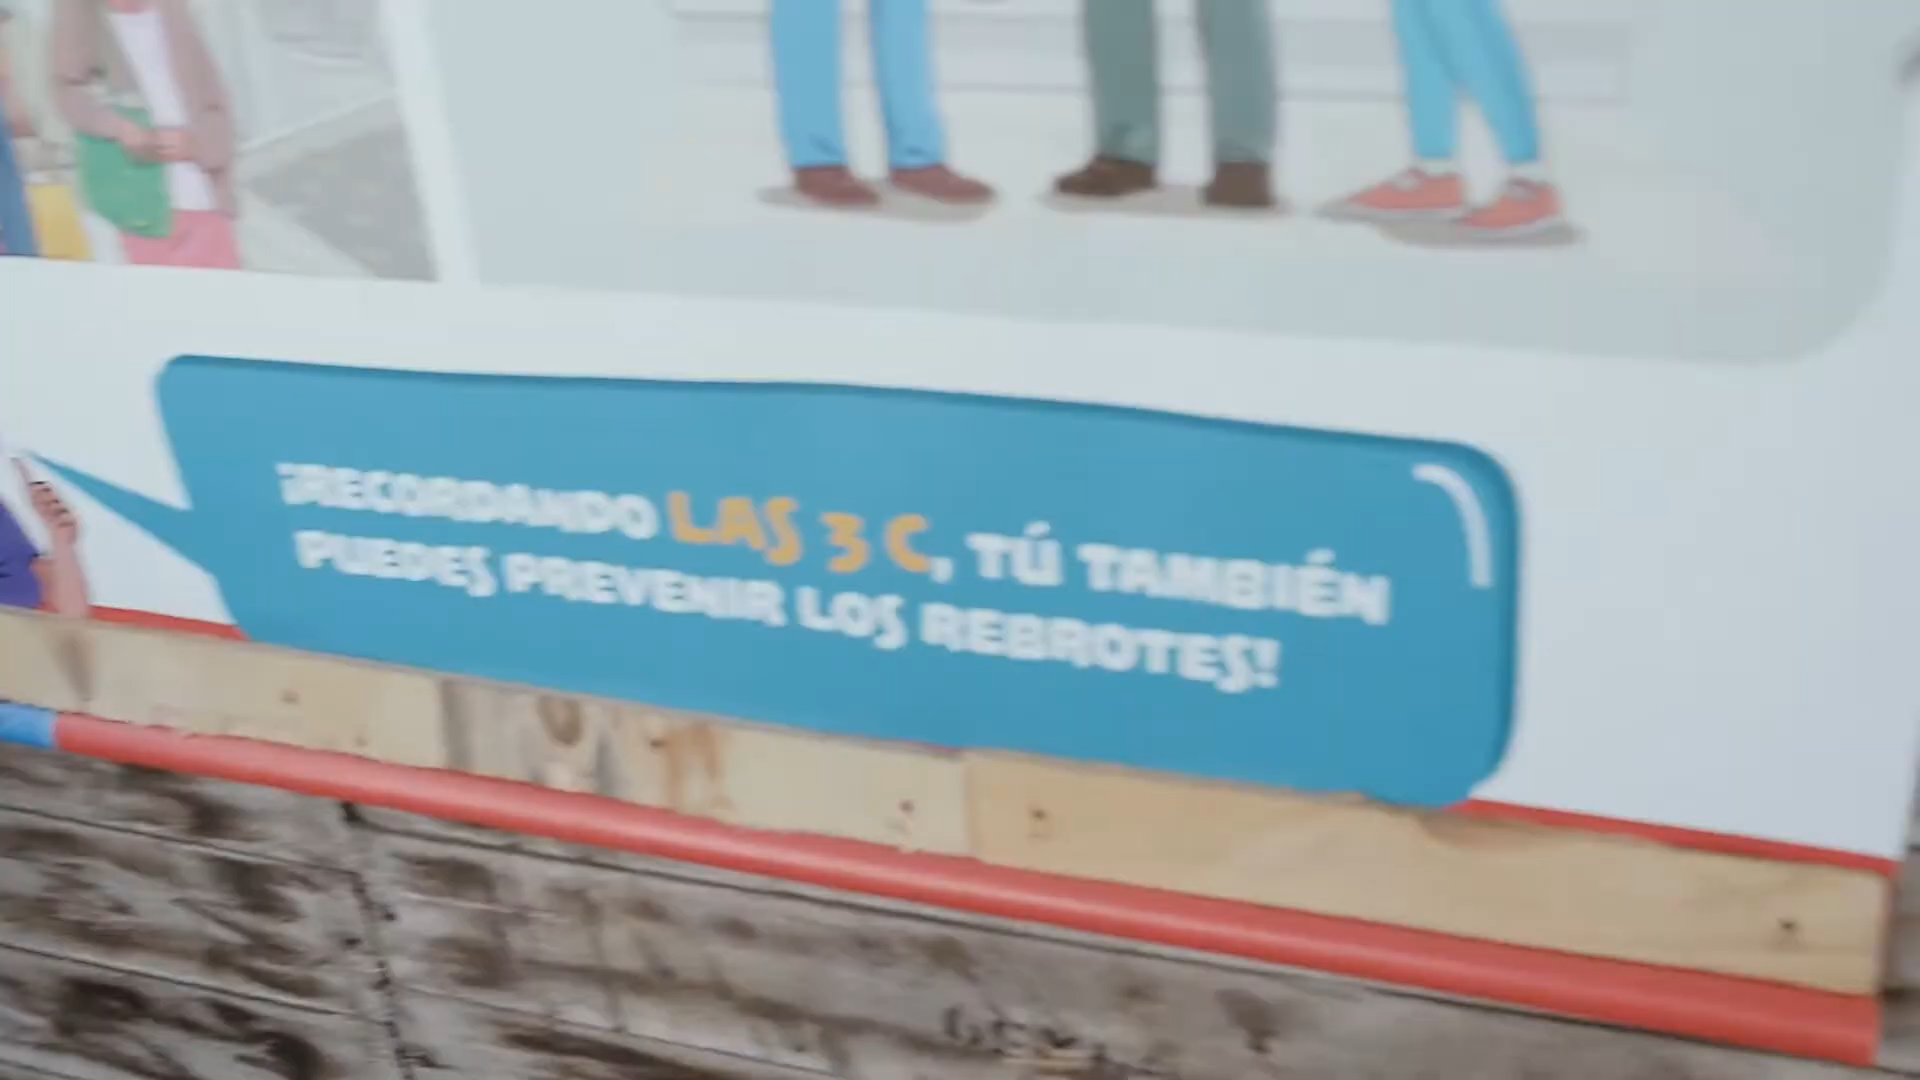 ¡RECORDANDO LAS 3 C, TÚ TAMBIÉN
PUEDES PREVENIR LOS REBROTES!